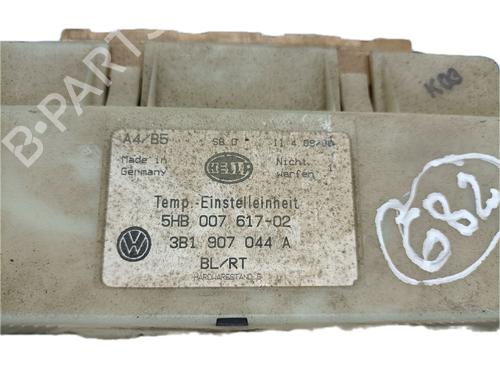 B-PARTS
K03
A4/B5
Made in
Germany
HELLA
Nicht
werfen
Temp.-Einstelleinheit
5HB 007 617-02
3B1 907 044 A
BL/RT
HARDWARESTAND
682